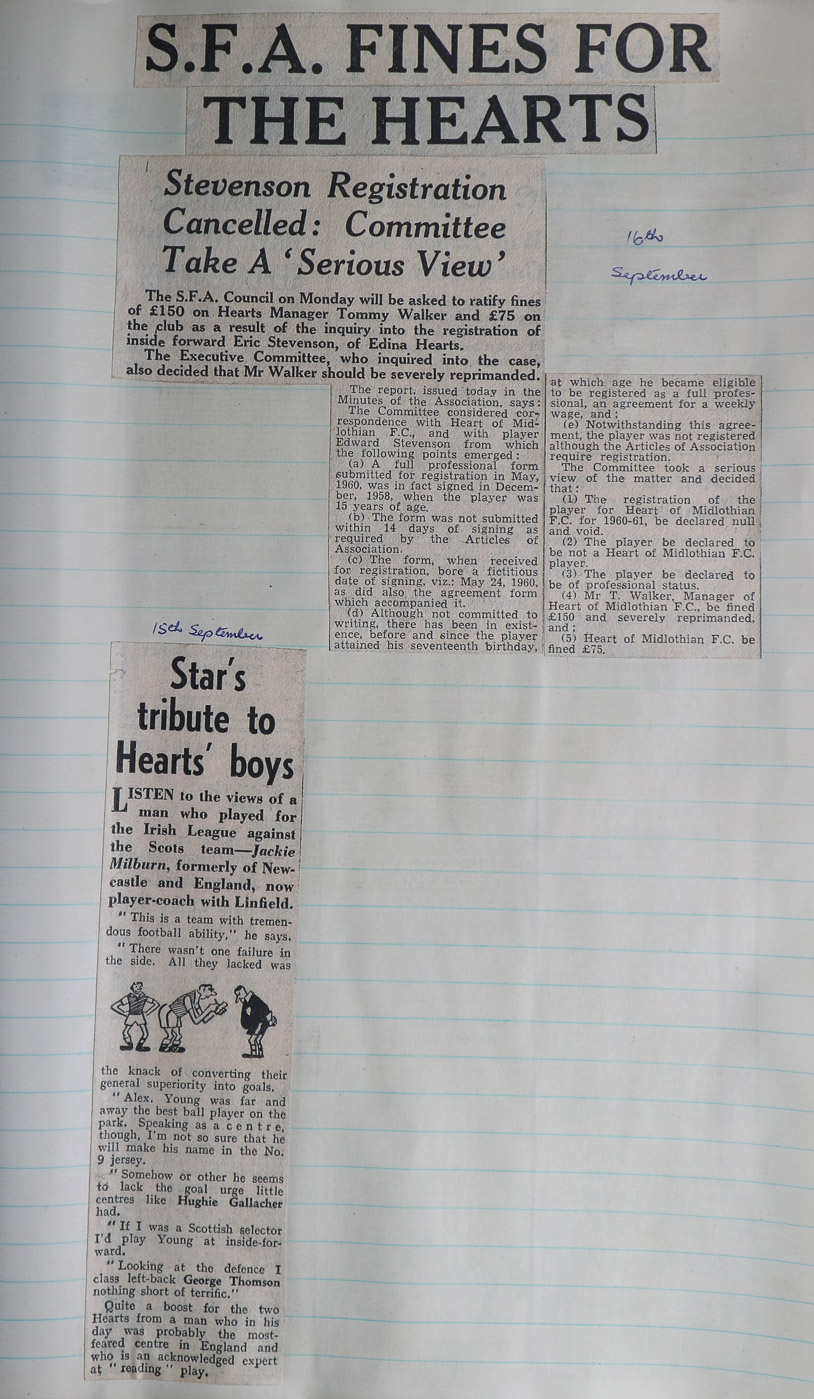 S.F.A. FINES FOR
THE HEARTS
Stevenson Registration
Cancelled: Committee
Take A 'Serious View'
16th
September
The S.F.A. Council on Monday will be asked to ratify fines
of £150 on Hearts Manager Tommy Walker and £75 on
the club as a result of the inquiry into the registration of
inside forward Eric Stevenson, of Edina Hearts.
The Executive Committee, who inquired into the case,
also decided that Mr Walker should be severely reprimanded.
The report, issued today in the
Minutes of the Association, says:
The Committee considered cor-
respondence with Heart of Mid-
lothian F.C., and with player
Edward Stevenson from which
the following points emerged:
(a) A full professional form
submitted for registration in May,
1960, was in fact signed in Decem-
ber, 1958, when the player was
15 years of age.
(b) The form was not submitted
within 14 days of signing as
required by the Articles of
Association.
(c) The form, when received
for registration, bore a fictitious
date of signing, viz.: May 24, 1960,
as did also the agreement form
which accompanied it.
(d) Although not committed to
writing, there has been in exist-
ence, before and since the player
attained his seventeenth birthday,
at which age he became eligible
to be registered as a full profes-
sional, an agreement for a weekly
wage, and;
(e) Notwithstanding this agree-
ment, the player was not registered
although the Articles of Association
require registration.
The Committee took a serious
view of the matter and decided
that:
(1) The registration of the
player for Heart of Midlothian
F.C. for 1960-61, be declared null
and void.
(2) The player be declared to
be not a Heart of Midlothian F.C.
player.
(3) The player be declared to
be of professional status.
(4) Mr T. Walker, Manager of
Heart of Midlothian F.C., be fined
£150 and severely reprimanded,
and;
(5) Heart of Midlothian F.C. be
fined £75.
15th September
Star's
tribute to
Hearts' boys
LISTEN to the views of a
man who played for
the Irish League against
the Scots team—Jackie
Milburn, formerly of New-
castle and England, now
player-coach with Linfield.
"This is a team with tremen-
dous football ability," he says.
"There wasn't one failure in
the side. All they lacked was
the knack of converting their
general superiority into goals.
"Alex. Young was far and
away the best ball player on the
park. Speaking as a centre,
though, I'm not so sure that he
will make his name in the No.
9 jersey.
"Somehow or other he seems
to lack the goal urge little
centres like Hughie Gallacher
had.
"If I was a Scottish selector
I'd play Young at inside-for-
ward.
"Looking at the defence I
class left-back George Thomson
nothing short of terrific."
Quite a boost for the two
Hearts from a man who in his
day was probably the most-
feared centre in England and
who is an acknowledged expert
at "reading" play.